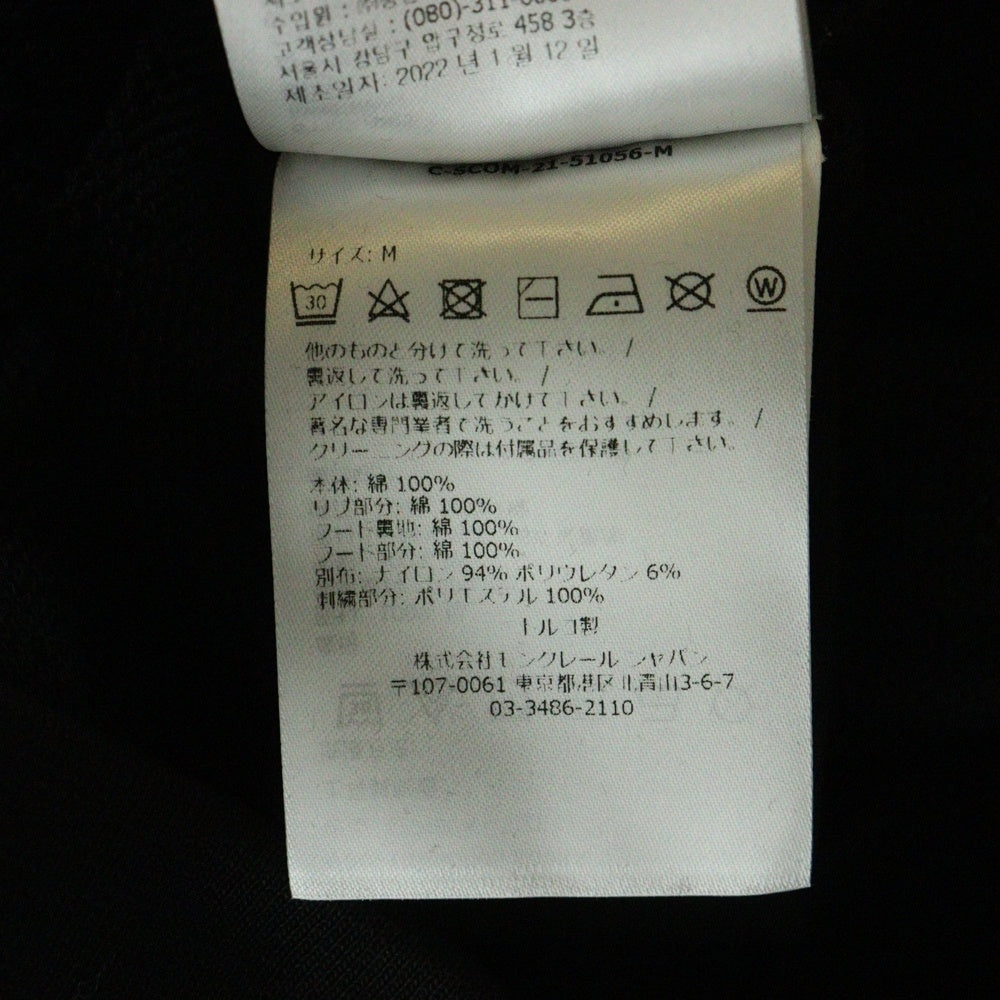 수입원 :
고객상담실 : (080)-311-
서울시 강남구 압구정로 458 3층
제조일자: 2022 년 1 월 12 일
C-SCOM-21-51056-M
サイズ: M
30
W
他のものと分けて洗って下さい。 /
裏返して洗って下さい。 /
アイロンは裏返してかけて下さい。 /
著名な専門業者で洗うことをおすすめします。 /
クリーニングの際は付属品を保護して下さい。
本体: 綿 100%
リブ部分: 綿 100%
フード裏地: 綿 100%
フード部分: 綿 100%
別布: ナイロン 94% ポリウレタン 6%
刺繍部分: ポリエステル 100%
トルコ製
株式会社モンクレール ジャパン
〒107-0061 東京都港区北青山3-6-7
03-3486-2110